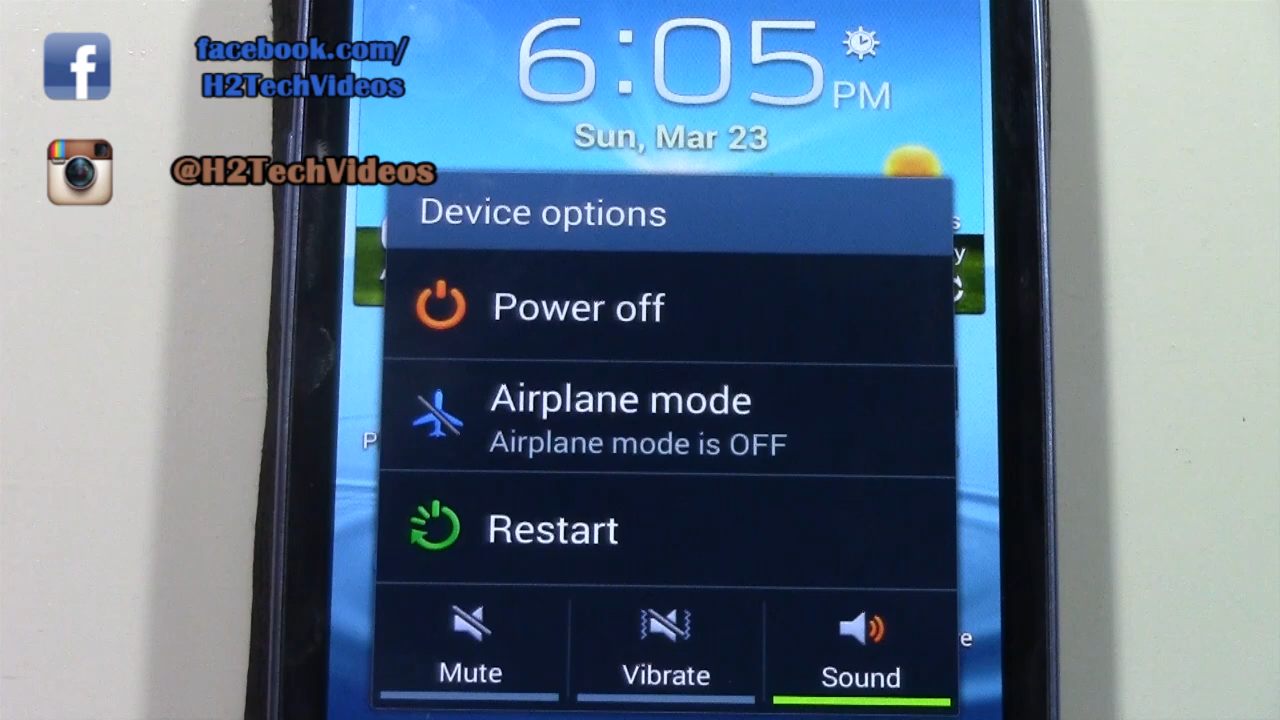 facebook.com/
H2TechVideos
@H2TechVideos
6:05
PM
Sun, Mar 23
Device options
Power off
Airplane mode
Airplane mode is OFF
Restart
Mute
Vibrate
Sound